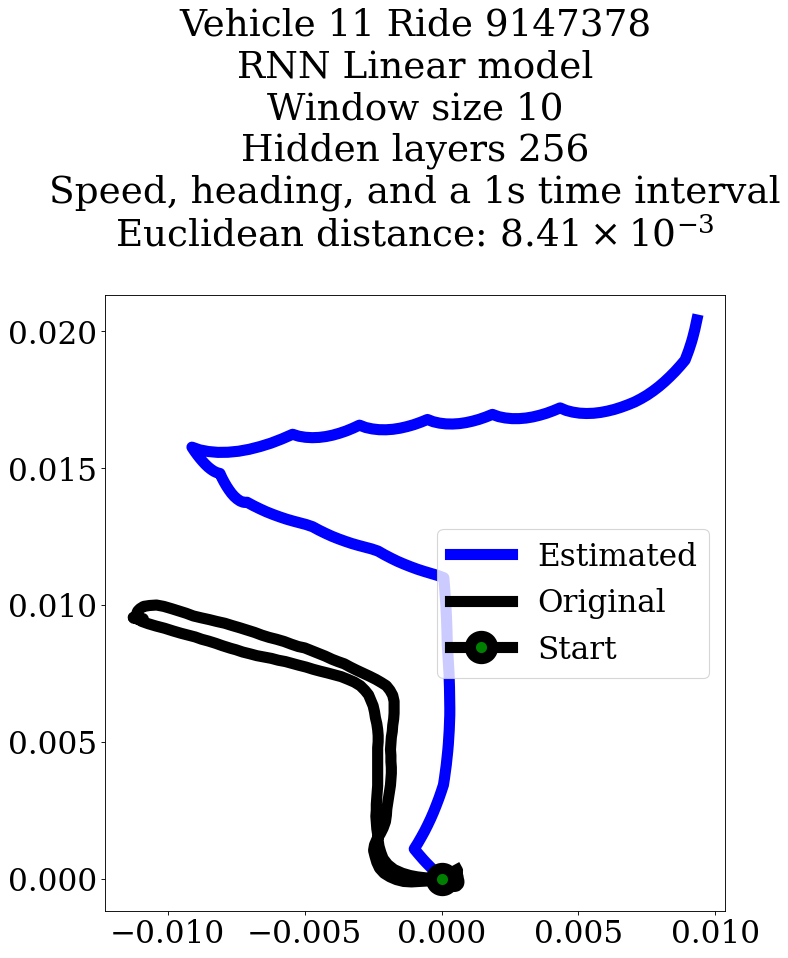 Vehicle 11 Ride 9147378
RNN Linear model
Window size 10
Hidden layers 256
Speed, heading, and a 1s time interval
Euclidean distance: 8.41 × 10⁻³
0.020
0.015
0.010
0.005
0.000
Estimated
Original
Start
−0.010 −0.005 0.000 0.005 0.010